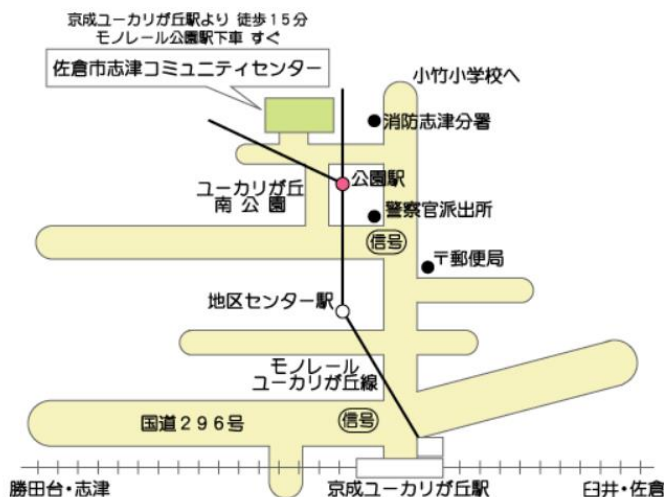 京成ユーカリが丘駅より 徒歩15分
モノレール公園駅下車 すぐ
佐倉市志津コミュニティセンター
小竹小学校へ
消防志津分署
公園駅
ユーカリが丘
南公園
警察官派出所
信号
〒郵便局
地区センター駅
モノレール
ユーカリが丘線
国道296号
信号
勝田台・志津
京成ユーカリが丘駅
臼井・佐倉